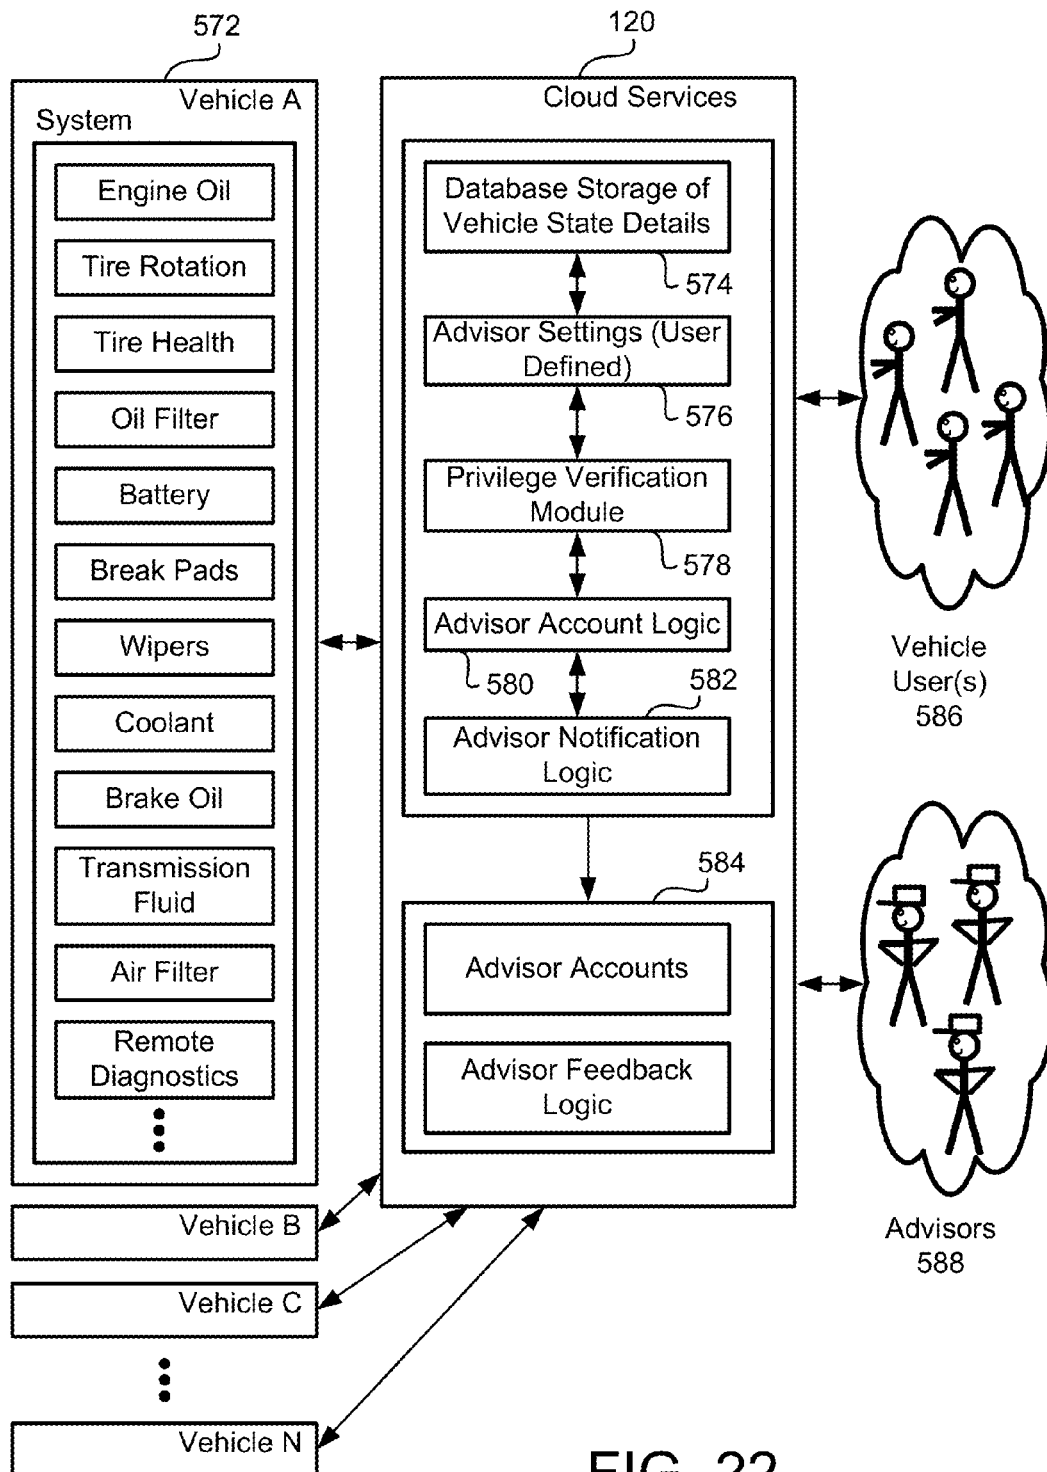 572
Vehicle A
System
Engine Oil
Tire Rotation
Tire Health
Oil Filter
Battery
Break Pads
Wipers
Coolant
Brake Oil
Transmission
Fluid
Air Filter
Remote
Diagnostics
Vehicle B
Vehicle C
Vehicle N
120
Cloud Services
Database Storage of
Vehicle State Details
574
Advisor Settings (User
Defined)
576
Privilege Verification
Module
578
Advisor Account Logic
580
582
Advisor Notification
Logic
584
Advisor Accounts
Advisor Feedback
Logic
Vehicle
User(s)
586
Advisors
588
FIG. 22